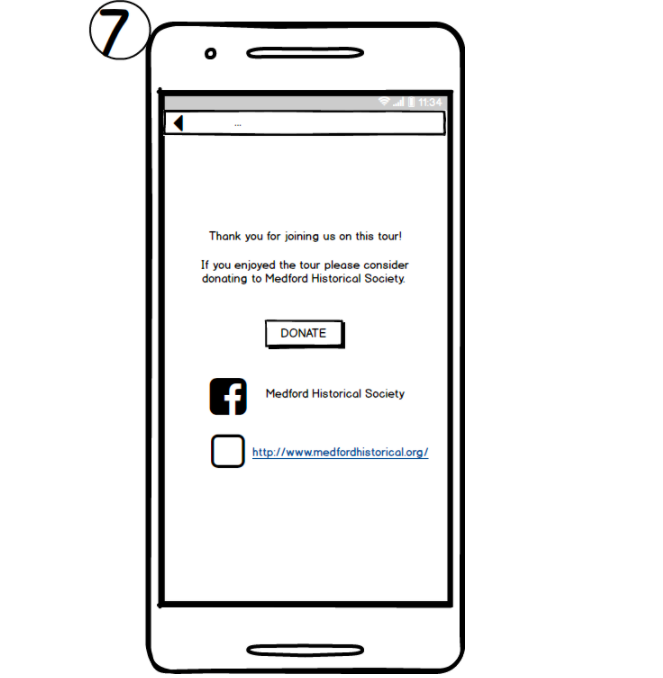 7
11:34
...
Thank you for joining us on this tour!
If you enjoyed the tour please consider
donating to Medford Historical Society.
DONATE
f
Medford Historical Society
http://www.medfordhistorical.org/